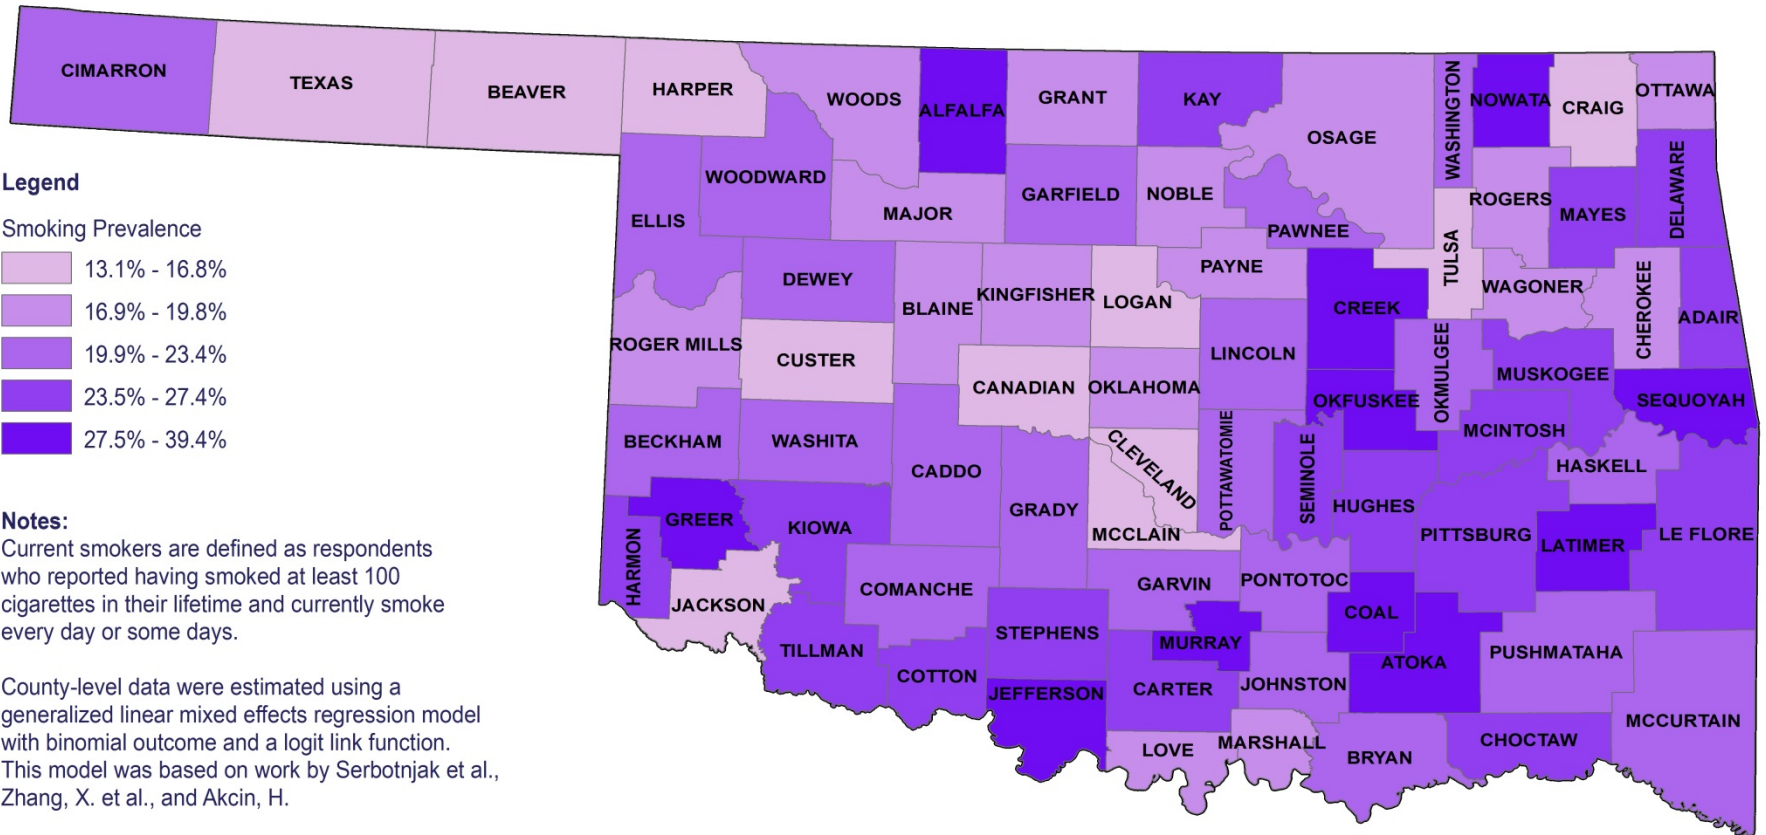 CIMARRON
TEXAS
BEAVER
HARPER
WOODS
ALFALFA
GRANT
KAY
OSAGE
WASHINGTON
NOWATA
CRAIG
OTTAWA
ELLIS
WOODWARD
MAJOR
GARFIELD
NOBLE
PAWNEE
ROGERS
MAYES
DELAWARE
DEWEY
BLAINE
KINGFISHER
LOGAN
PAYNE
CREEK
TULSA
WAGONER
CHEROKEE
ADAIR
ROGER MILLS
CUSTER
CANADIAN
OKLAHOMA
LINCOLN
OKFUSKEE
OKMULGEE
MUSKOGEE
SEQUOYAH
BECKHAM
WASHITA
CADDO
GRADY
CLEVELAND
MCCLAIN
POTTAWATOMIE
SEMINOLE
HUGHES
MCINTOSH
HASKELL
PITTSBURG
LATIMER
LE FLORE
HARMON
GREER
KIOWA
JACKSON
COMANCHE
GARVIN
PONTOTOC
COAL
TILLMAN
COTTON
STEPHENS
MURRAY
JOHNSTON
ATOKA
PUSHMATAHA
JEFFERSON
CARTER
LOVE
MARSHALL
BRYAN
CHOCTAW
MCCURTAIN
Legend
Smoking Prevalence
13.1% - 16.8%
16.9% - 19.8%
19.9% - 23.4%
23.5% - 27.4%
27.5% - 39.4%
Notes:
Current smokers are defined as respondents
who reported having smoked at least 100
cigarettes in their lifetime and currently smoke
every day or some days.
County-level data were estimated using a
generalized linear mixed effects regression model
with binomial outcome and a logit link function.
This model was based on work by Serbotnjak et al.,
Zhang, X. et al., and Akcin, H.